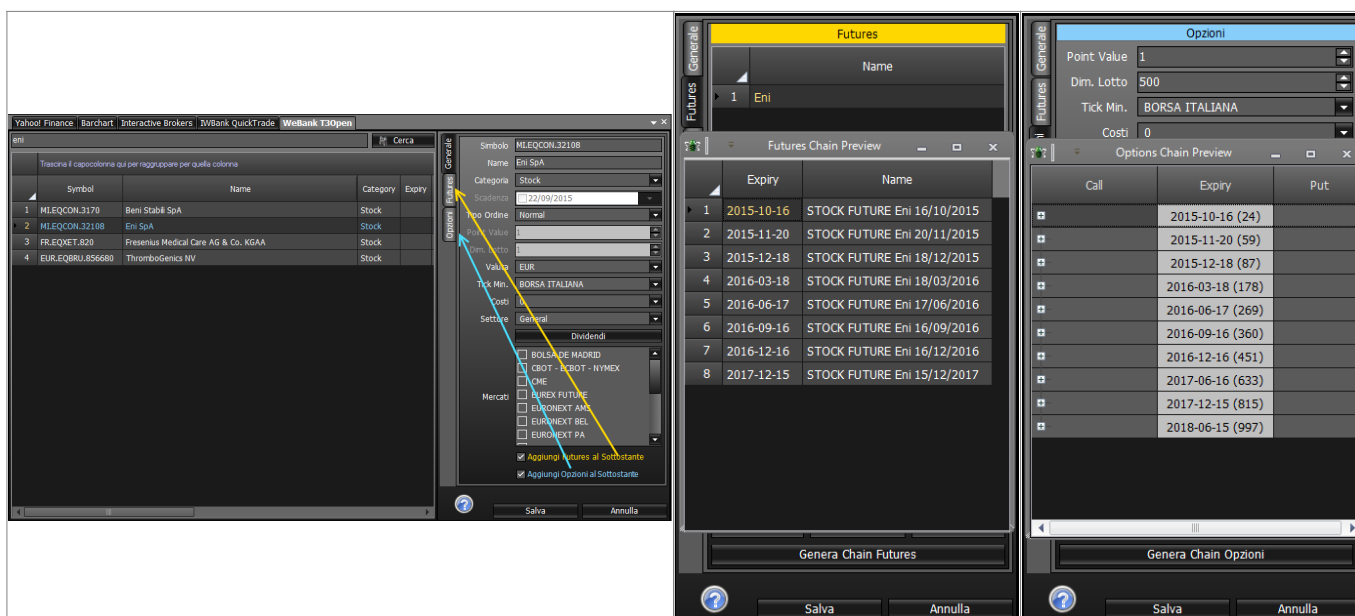 Yahoo! Finance Barchart Interactive Brokers IWBank QuickTrade WeBank T3Open
eni Cerca
Trascina il capocolonna qui per raggruppare per quella colonna
Symbol Name Category Expiry
1 MI.EQCON.3170 Beni Stabili SpA Stock
2 MI.EQCON.32108 Eni SpA Stock
3 FR.EQXET.820 Fresenius Medical Care AG & Co. KGAA Stock
4 EUR.EQBRU.856680 ThromboGenics NV Stock
Generale
Futures
Opzioni
Simbolo MI.EQCON.32108
Name Eni SpA
Categoria Stock
Scadenza 22/09/2015
Tipo Ordine Normal
Point Value 1
Dim. Lotto 1
Valuta EUR
Tick Min. BORSA ITALIANA
Costi 0
Settore General
Dividendi
Mercati
BOLSA DE MADRID
CBOT - ECBOT - NYMEX
CME
EUREX FUTURE
EURONEXT AMS
EURONEXT BEL
EURONEXT PA
Aggiungi Futures al Sottostante
Aggiungi Opzioni al Sottostante
Salva Annulla
Generale
Futures
Futures
Name
1 Eni
Futures Chain Preview
Expiry Name
1 2015-10-16 STOCK FUTURE Eni 16/10/2015
2 2015-11-20 STOCK FUTURE Eni 20/11/2015
3 2015-12-18 STOCK FUTURE Eni 18/12/2015
4 2016-03-18 STOCK FUTURE Eni 18/03/2016
5 2016-06-17 STOCK FUTURE Eni 17/06/2016
6 2016-09-16 STOCK FUTURE Eni 16/09/2016
7 2016-12-16 STOCK FUTURE Eni 16/12/2016
8 2017-12-15 STOCK FUTURE Eni 15/12/2017
Genera Chain Futures
Salva Annulla
Generale
Futures
Opzioni
Point Value 1
Dim. Lotto 500
Tick Min. BORSA ITALIANA
Costi 0
Options Chain Preview
Call Expiry Put
2015-10-16 (24)
2015-11-20 (59)
2015-12-18 (87)
2016-03-18 (178)
2016-06-17 (269)
2016-09-16 (360)
2016-12-16 (451)
2017-06-16 (633)
2017-12-15 (815)
2018-06-15 (997)
Genera Chain Opzioni
Salva Annulla